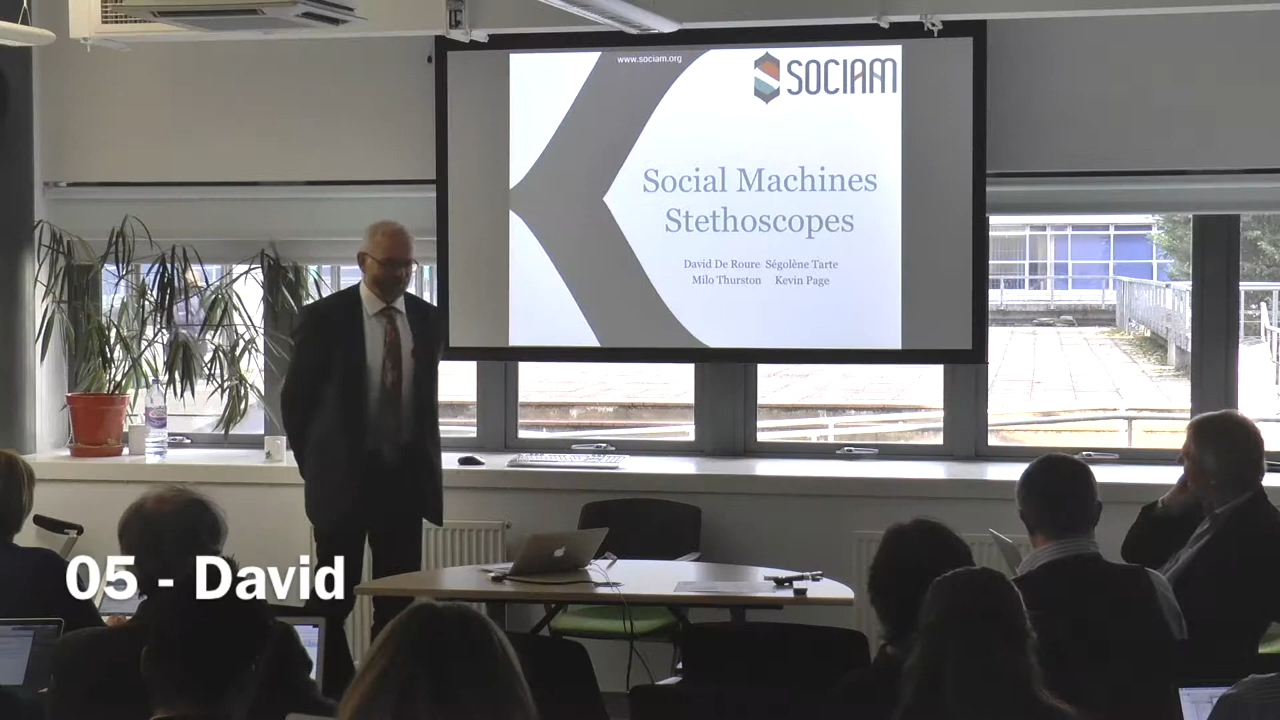 www.sociam.org
SOCIAM
Social Machines
Stethoscopes
David De Roure Ségolène Tarte
Milo Thurston Kevin Page
05 - David